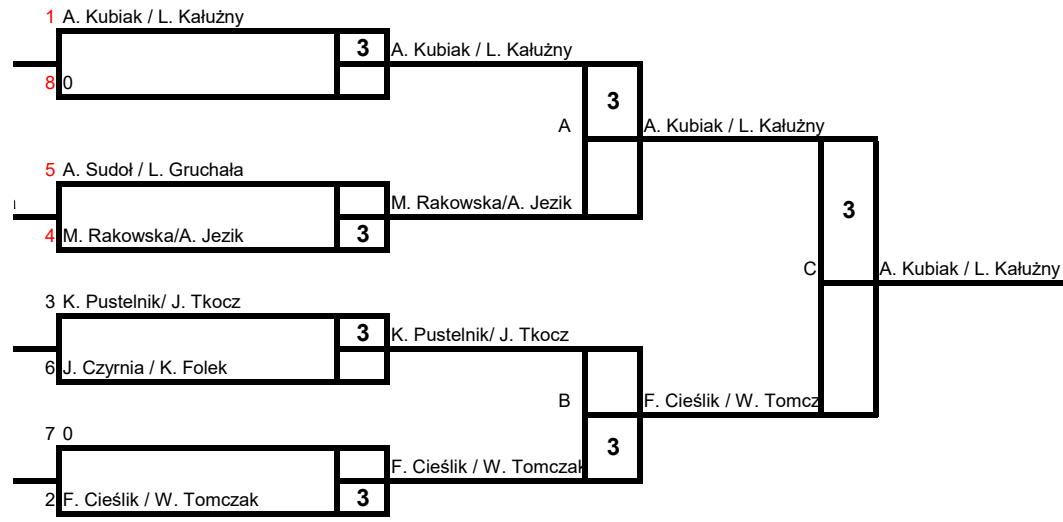 1 A. Kubiak / L. Kałużny
3 A. Kubiak / L. Kałużny
8 0
3
A A. Kubiak / L. Kałużny
5 A. Sudoł / L. Gruchała
M. Rakowska/A. Jezik
3
4 M. Rakowska/A. Jezik 3
C A. Kubiak / L. Kałużny
3 K. Pustelnik/ J. Tkocz
3 K. Pustelnik/ J. Tkocz
6 J. Czyrnia / K. Folek
B F. Cieślik / W. Tomcz
7 0
3
F. Cieślik / W. Tomczak
2 F. Cieślik / W. Tomczak 3